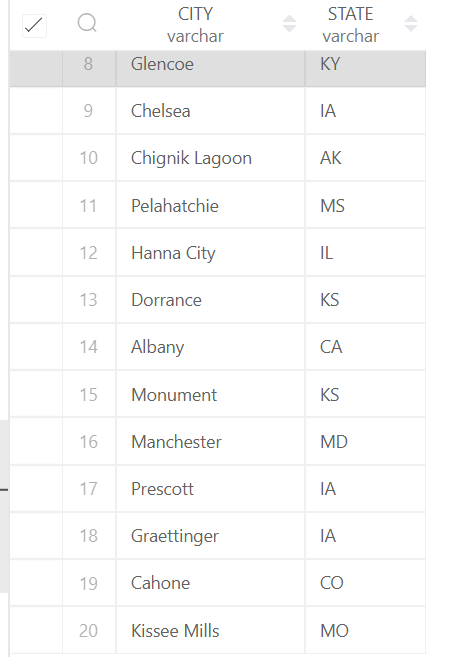 CITY STATE
varchar varchar
8 Glencoe KY
9 Chelsea IA
10 Chignik Lagoon AK
11 Pelahatchie MS
12 Hanna City IL
13 Dorrance KS
14 Albany CA
15 Monument KS
16 Manchester MD
17 Prescott IA
18 Graettinger IA
19 Cahone CO
20 Kissee Mills MO